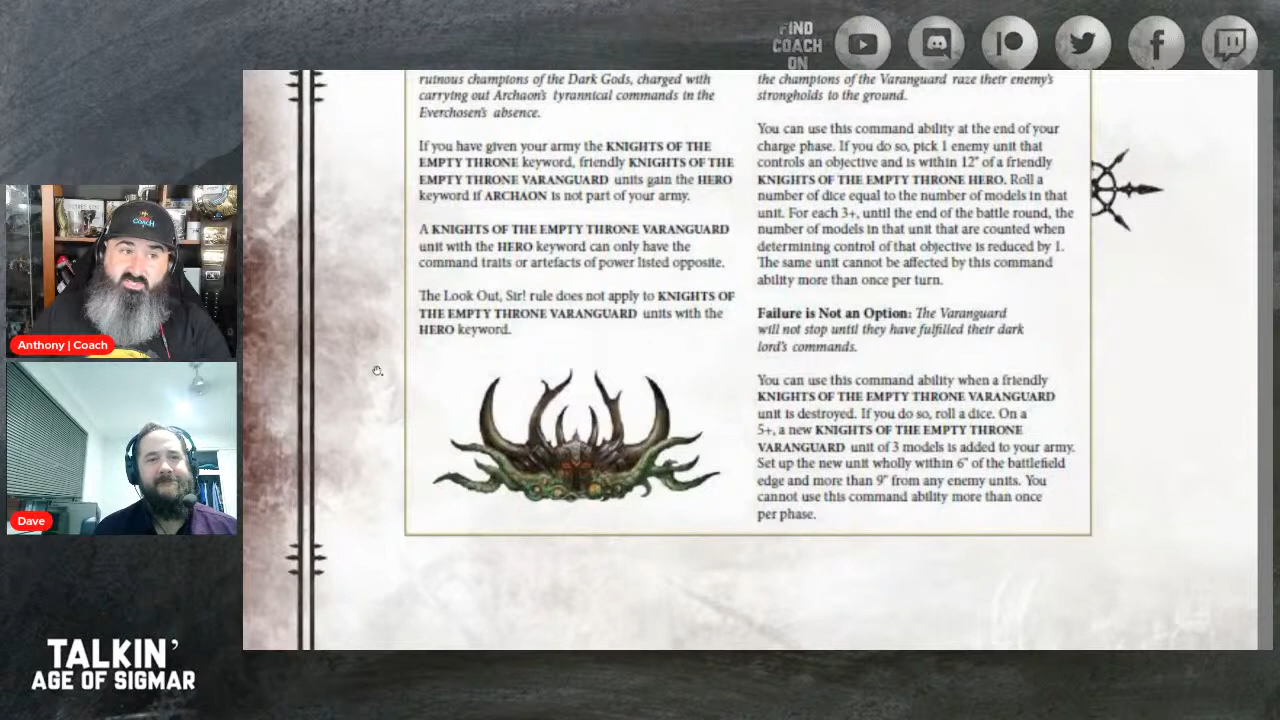 FIND
COACH
ON
ruinous champions of the Dark Gods, charged with
carrying out Archaon's tyrannical commands in the
Everchosen's absence.
If you have given your army the KNIGHTS OF THE
EMPTY THRONE keyword, friendly KNIGHTS OF THE
EMPTY THRONE VARANGUARD units gain the HERO
keyword if ARCHAON is not part of your army.
A KNIGHTS OF THE EMPTY THRONE VARANGUARD
unit with the HERO keyword can only have the
command traits or artefacts of power listed opposite.
The Look Out, Sir! rule does not apply to KNIGHTS OF
THE EMPTY THRONE VARANGUARD units with the
HERO keyword.
the champions of the Varanguard raze their enemy's
strongholds to the ground.
You can use this command ability at the end of your
charge phase. If you do so, pick 1 enemy unit that
controls an objective and is within 12" of a friendly
KNIGHTS OF THE EMPTY THRONE HERO. Roll a
number of dice equal to the number of models in that
unit. For each 3+, until the end of the battle round, the
number of models in that unit that are counted when
determining control of that objective is reduced by 1.
The same unit cannot be affected by this command
ability more than once per turn.
Failure is Not an Option: The Varanguard
will not stop until they have fulfilled their dark
lord's commands.
You can use this command ability when a friendly
KNIGHTS OF THE EMPTY THRONE VARANGUARD
unit is destroyed. If you do so, roll a dice. On a
5+, a new KNIGHTS OF THE EMPTY THRONE
VARANGUARD unit of 3 models is added to your army.
Set up the new unit wholly within 6" of the battlefield
edge and more than 9" from any enemy units. You
cannot use this command ability more than once
per phase.
COACH
Anthony | Coach
Dave
TALKIN'
AGE OF SIGMAR